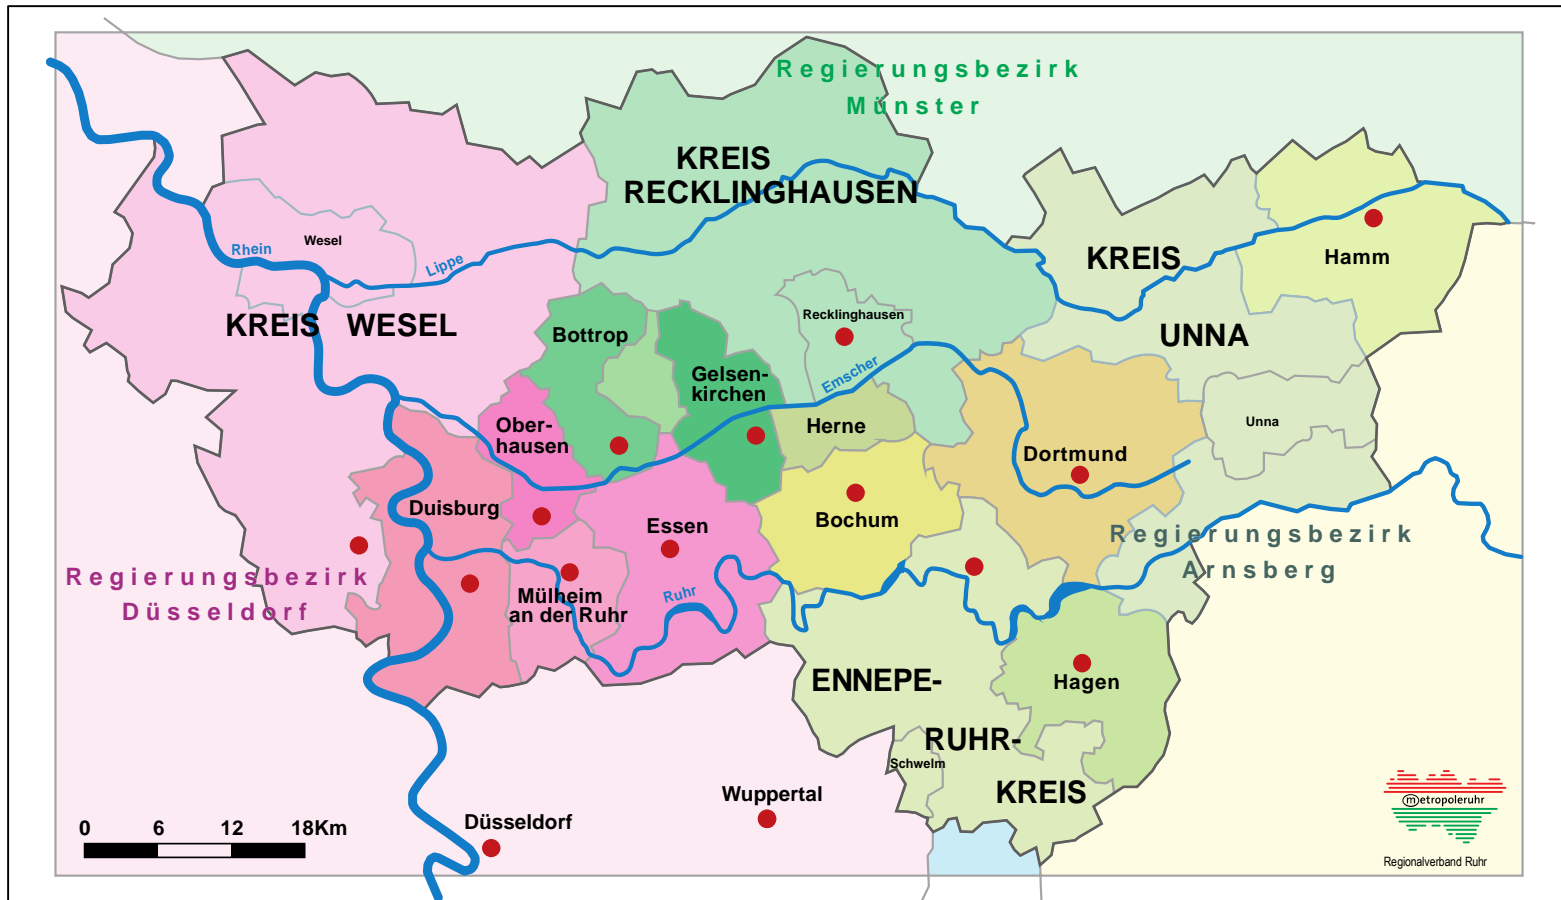 Regierungsbezirk
Münster
KREIS
RECKLINGHAUSEN
Wesel
Rhein
Lippe
KREIS
Hamm
KREIS WESEL
Bottrop
Recklinghausen
UNNA
Gelsen-
kirchen
Emscher
Ober-
hausen
Herne
Unna
Dortmund
Duisburg
Essen
Bochum
Regierungsbezirk
Arnsberg
Regierungsbezirk
Düsseldorf
Mülheim
an der Ruhr
Ruhr
ENNEPE-
Hagen
RUHR-
Schwelm
KREIS
Wuppertal
Düsseldorf
0 6 12 18Km
metropoleruhr
Regionalverband Ruhr